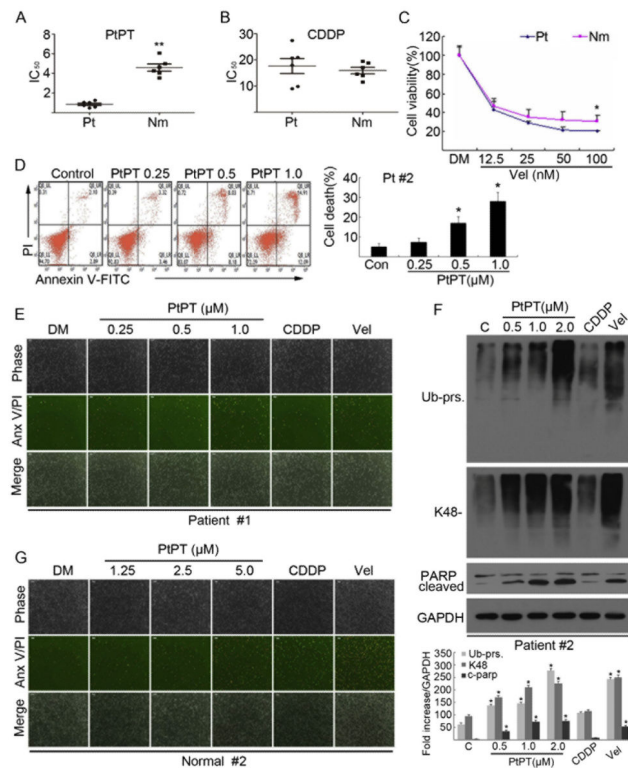 A
PtPT
**
IC50
6
4
2
0
Pt
Nm
B
CDDP
IC50
30
20
10
0
Pt
Nm
C
Pt
Nm
Cell viability(%)
120
100
80
60
40
20
*
DM
12.5
25
50
100
Vel (nM)
D
Control
PtPT 0.25
PtPT 0.5
PtPT 1.0
PI
Annexin V-FITC
Pt #2
Cell death(%)
40
30
20
10
*
*
Con
0.25
0.5
1.0
PtPT(μM)
E
PtPT (μM)
DM
0.25
0.5
1.0
CDDP
Vel
Phase
Anx V/PI
Merge
Patient #1
F
PtPT(μM)
C
0.5
1.0
2.0
CDDP
Vel
Ub-prs.
K48-
PARP
cleaved
GAPDH
Patient #2
Fold increase/GAPDH
350
300
250
200
150
100
50
0
Ub-prs.
K48
c-parp
C
0.5
1.0
2.0
CDDP
Vel
PtPT(μM)
G
PtPT (μM)
DM
1.25
2.5
5.0
CDDP
Vel
Phase
Anx V/PI
Merge
Normal #2